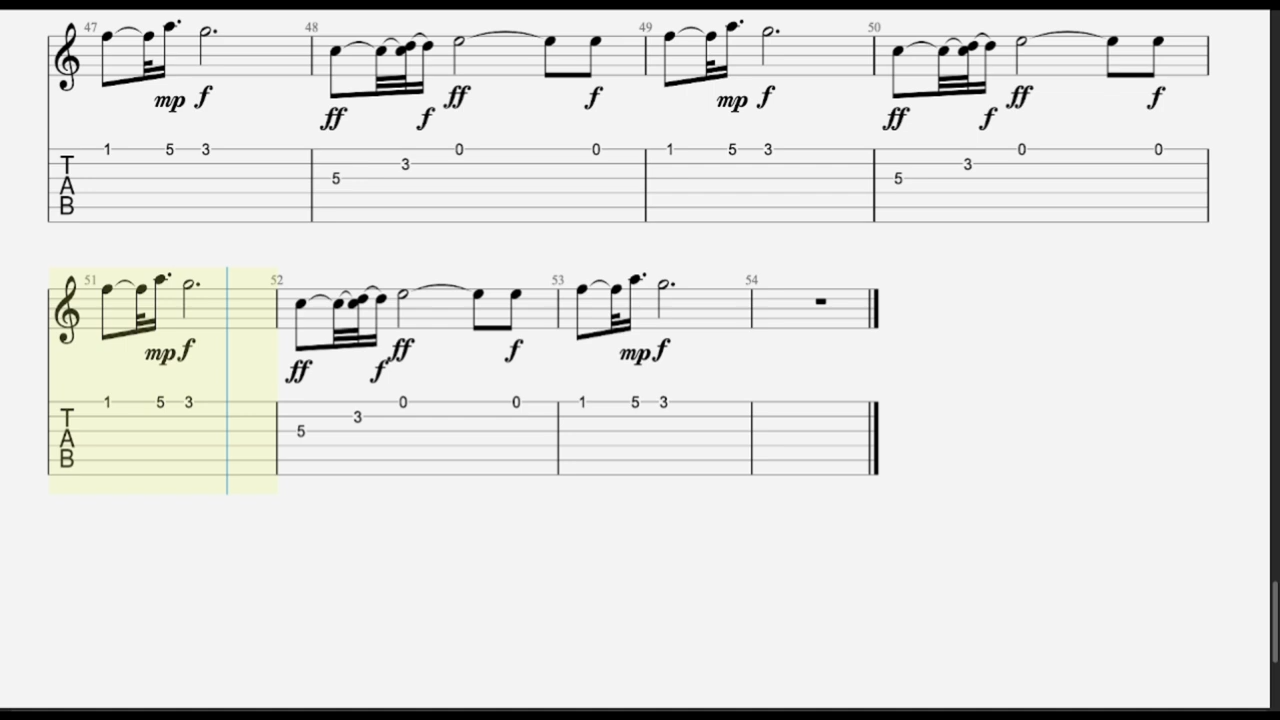 47 48 49 50
mp f ff f ff f mp f ff f ff f
1 5 3 5 3 0 0 1 5 3 5 3 0 0
T
A
B
51 52 53 54
mp f ff f ff f mp f
1 5 3 5 3 0 0 1 5 3
T
A
B